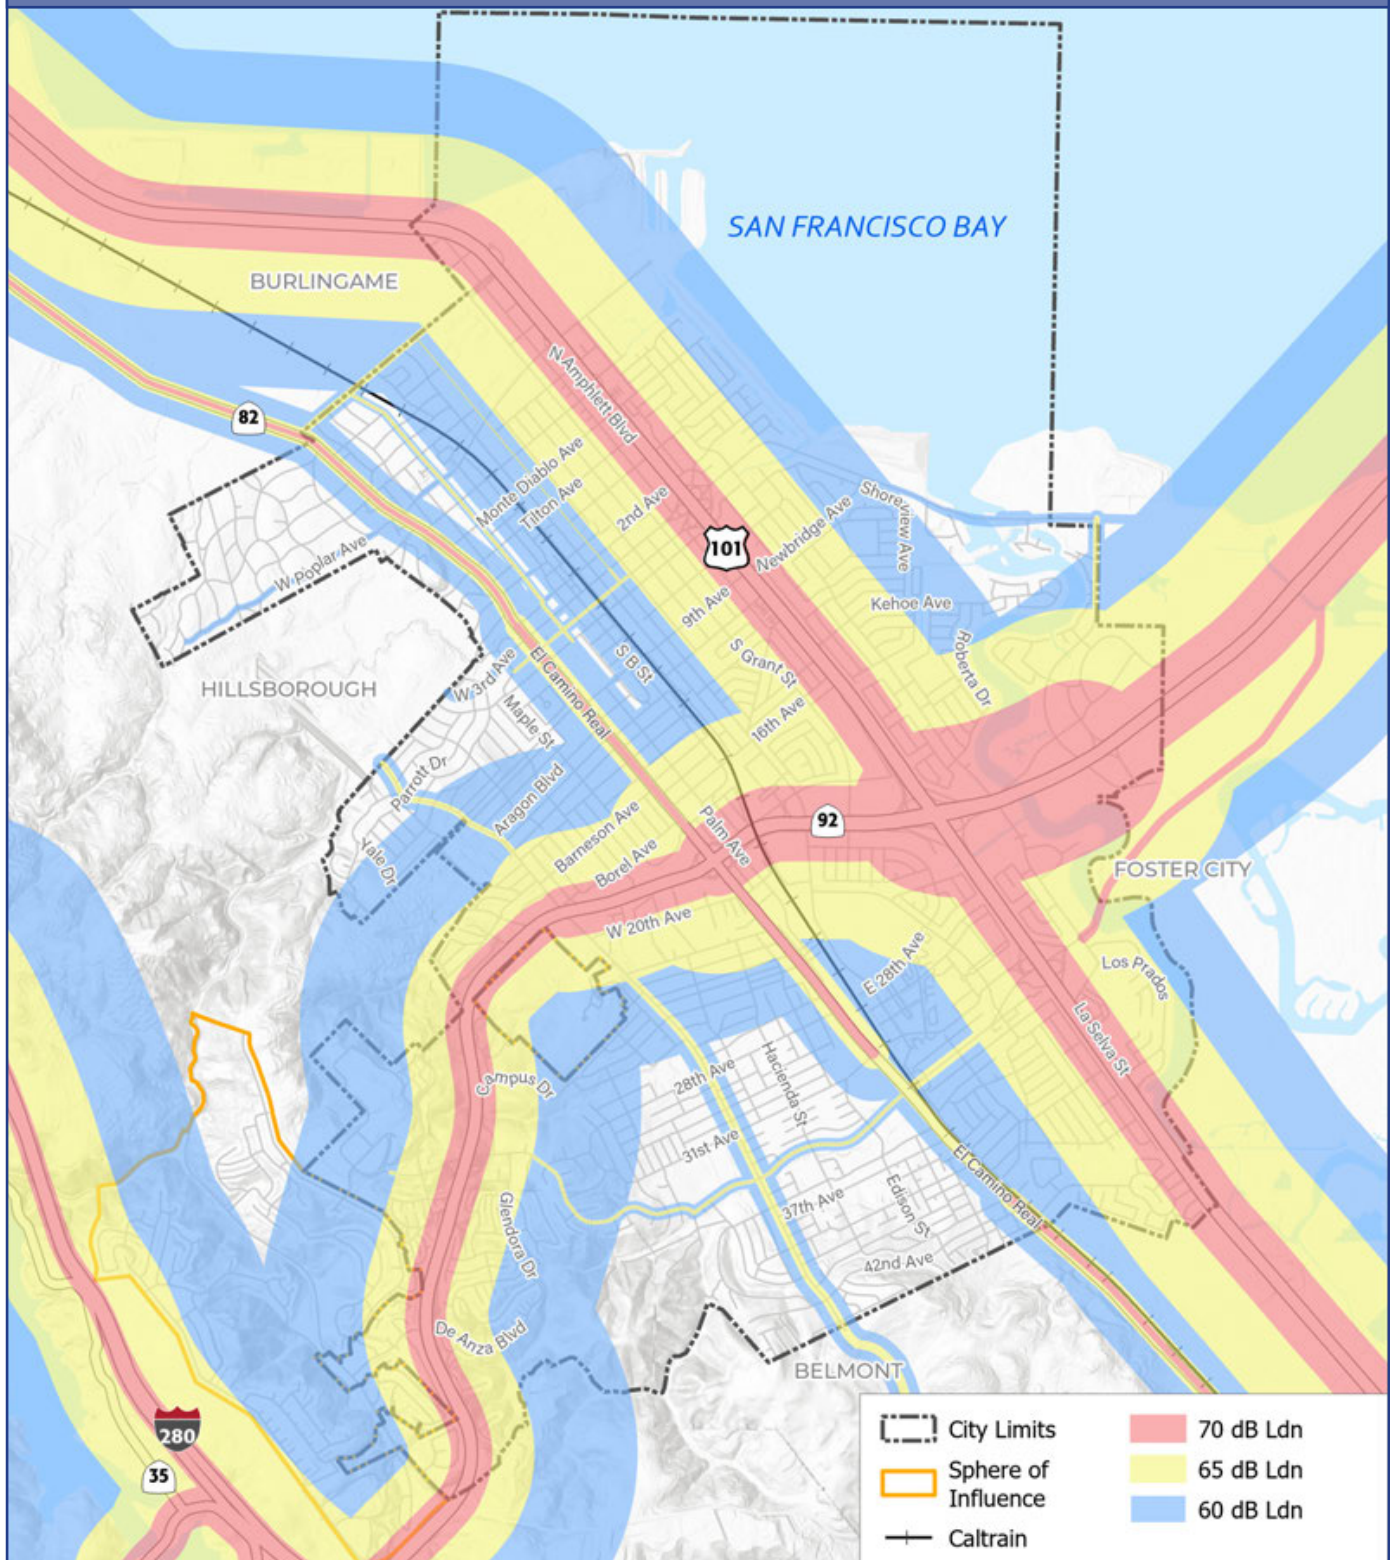 SAN FRANCISCO BAY
BURLINGAME
82
N Amphlett Blvd
Monte Diablo Ave
Tilton Ave
2nd Ave
101
Newbridge Ave
Shoreview Ave
W Poplar Ave
9th Ave
Kehoe Ave
HILLSBOROUGH
W 3rd Ave
El Camino Real
S B St
S Grant St
Roberta Dr
Maple St
16th Ave
Parrott Dr
Aragon Blvd
Yale Dr
Barneson Ave
Borel Ave
Palm Ave
92
FOSTER CITY
W 20th Ave
E 28th Ave
Los Prados
La Selva St
Campus Dr
28th Ave
Hacienda St
31st Ave
El Camino Real
37th Ave
Edison St
Glendora Dr
42nd Ave
De Anza Blvd
BELMONT
280
35
City Limits
Sphere of
Influence
Caltrain
70 dB Ldn
65 dB Ldn
60 dB Ldn